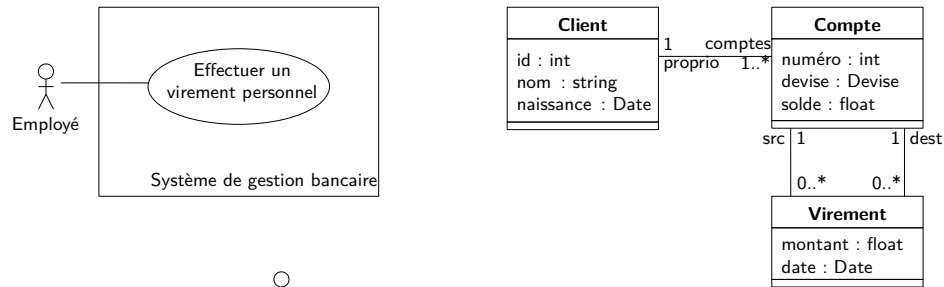 Employé
Effectuer un
virement personnel
Système de gestion bancaire
Client
id : int
nom : string
naissance : Date
1 comptes
proprio 1..*
Compte
numéro : int
devise : Devise
solde : float
src 1 1 dest
0..* 0..*
Virement
montant : float
date : Date